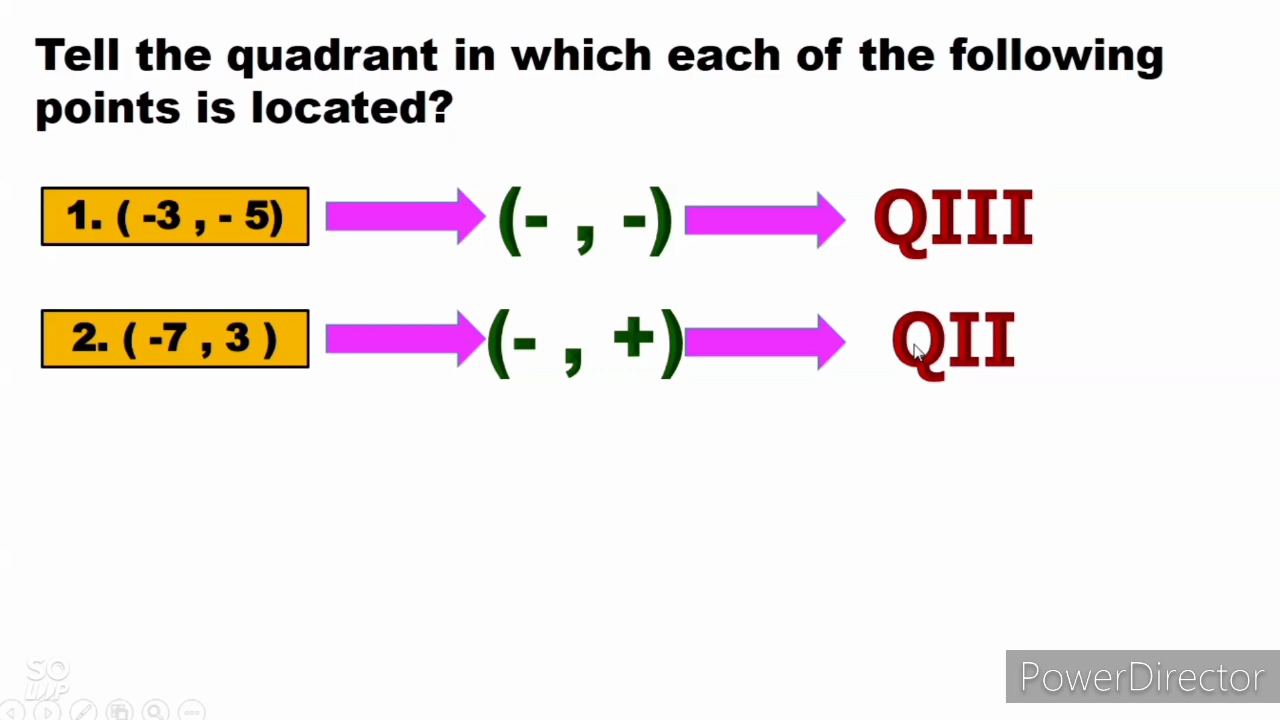 Tell the quadrant in which each of the following
points is located?
1. ( -3 , - 5) (- , -) QIII
2. ( -7 , 3 ) (- , +) QII
PowerDirector